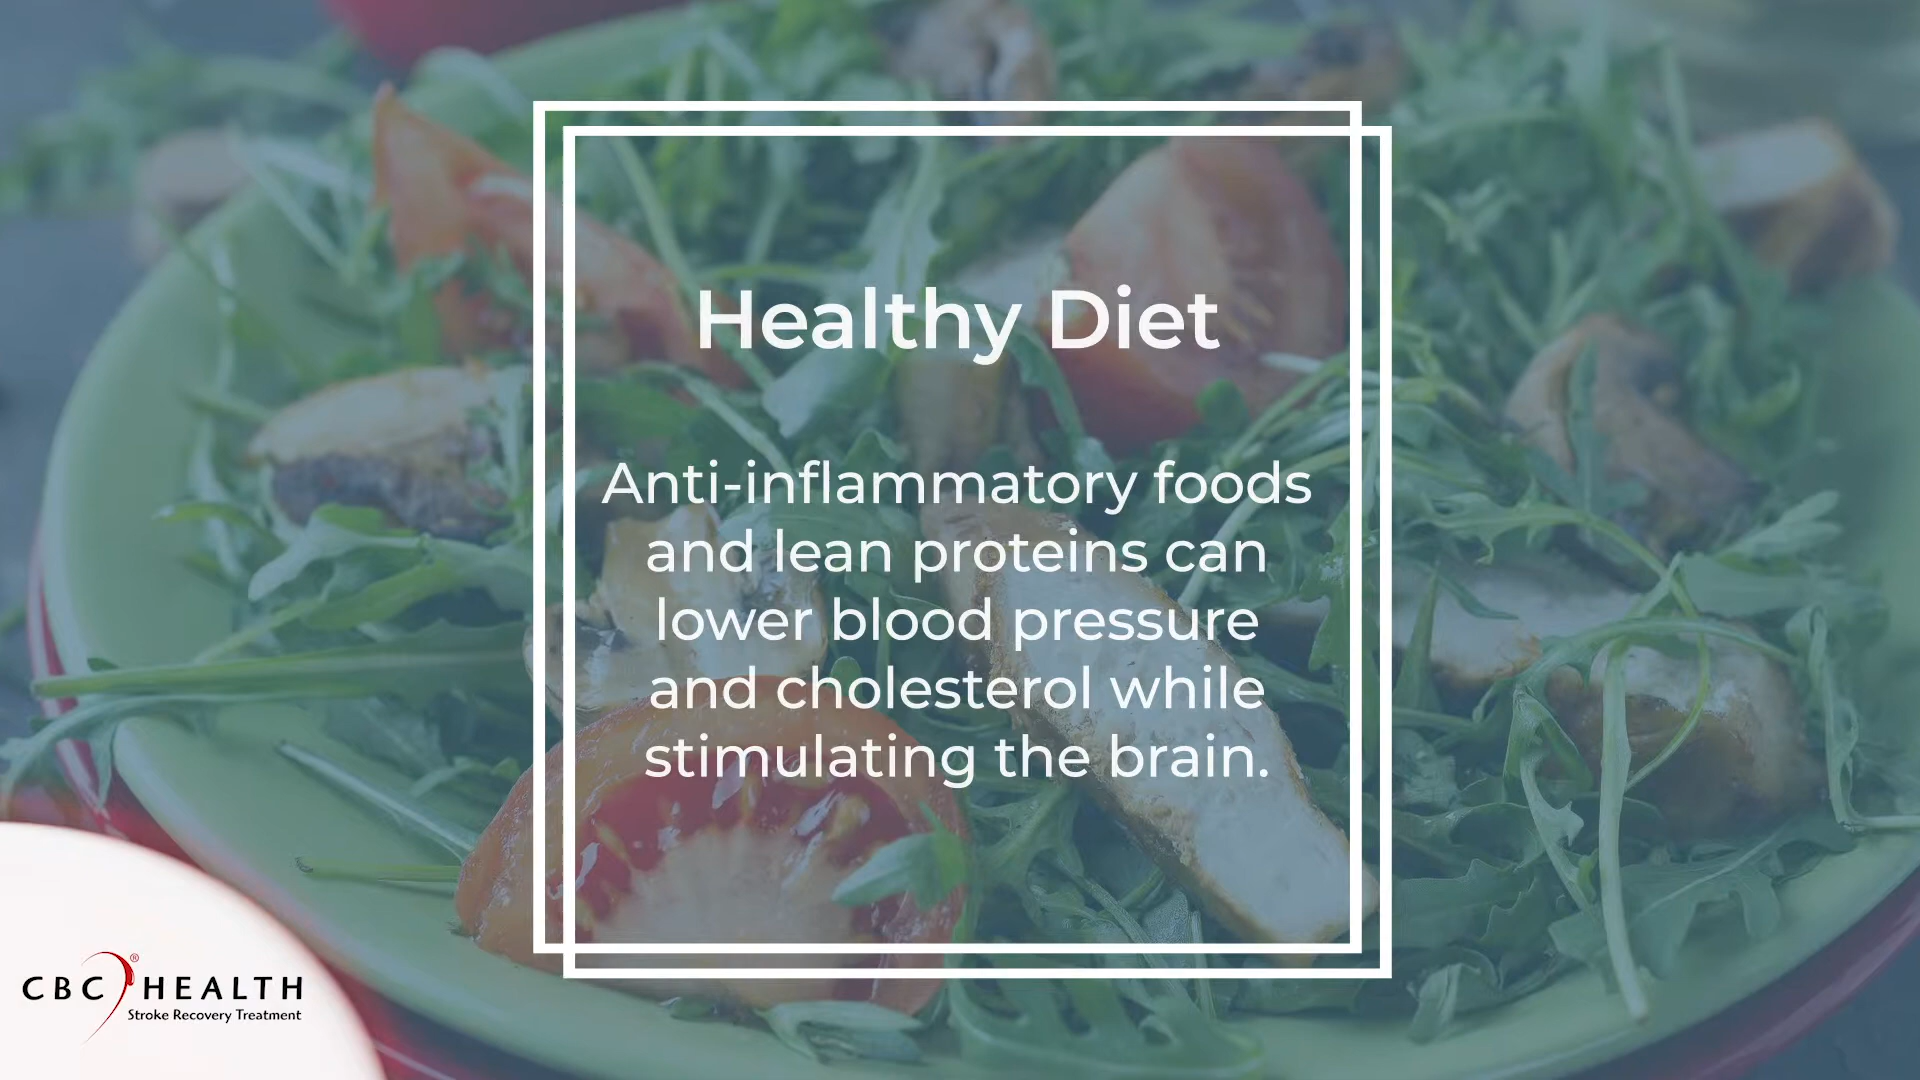 Healthy Diet
Anti-inflammatory foods
and lean proteins can
lower blood pressure
and cholesterol while
stimulating the brain.
CBC HEALTH®
Stroke Recovery Treatment